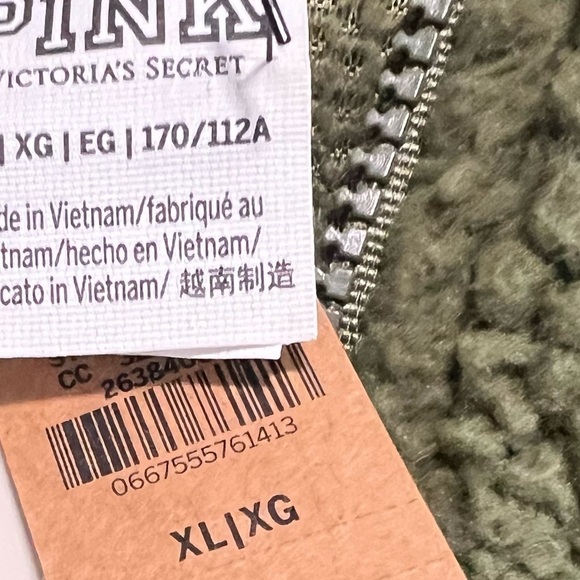 PINK
VICTORIA'S SECRET
| XG | EG | 170/112A
de in Vietnam/fabriqué au
tnam/hecho en Vietnam/
cato in Vietnam/ 越南制造
CC
26384
0667555761413
XL|XG